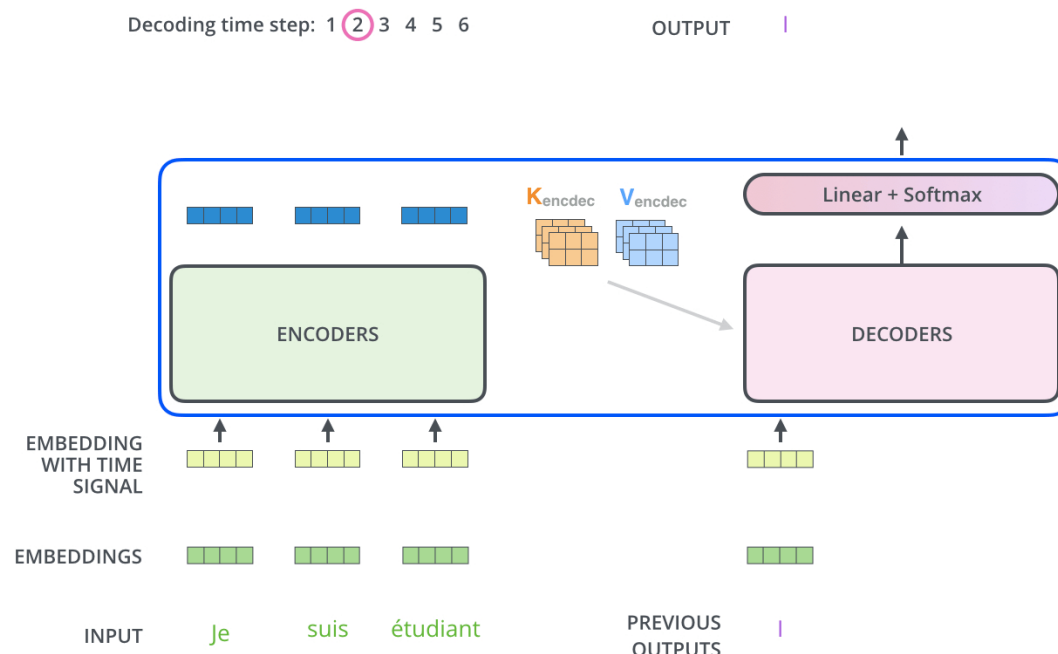 Decoding time step: 1 2 3 4 5 6
OUTPUT I
Linear + Softmax
Kencdec Vencdec
ENCODERS
DECODERS
EMBEDDING
WITH TIME
SIGNAL
EMBEDDINGS
INPUT Je suis étudiant
PREVIOUS
OUTPUTS
I